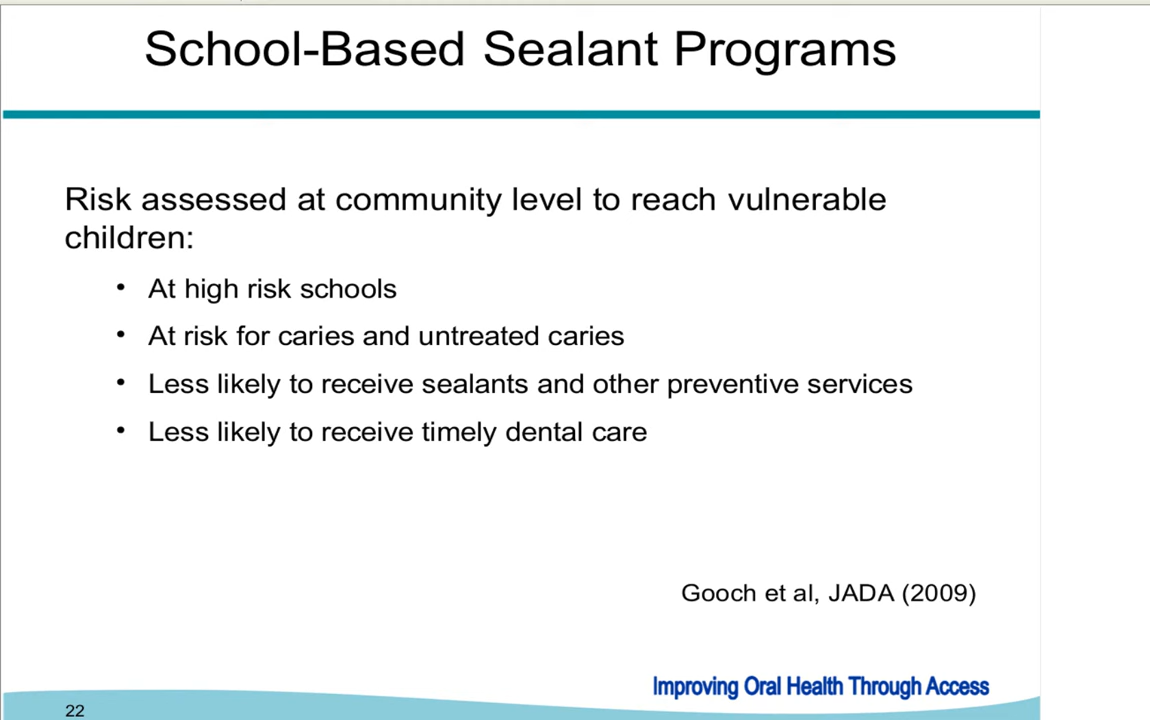 School-Based Sealant Programs
Risk assessed at community level to reach vulnerable
children:
• At high risk schools
• At risk for caries and untreated caries
• Less likely to receive sealants and other preventive services
• Less likely to receive timely dental care
Gooch et al, JADA (2009)
Improving Oral Health Through Access
22